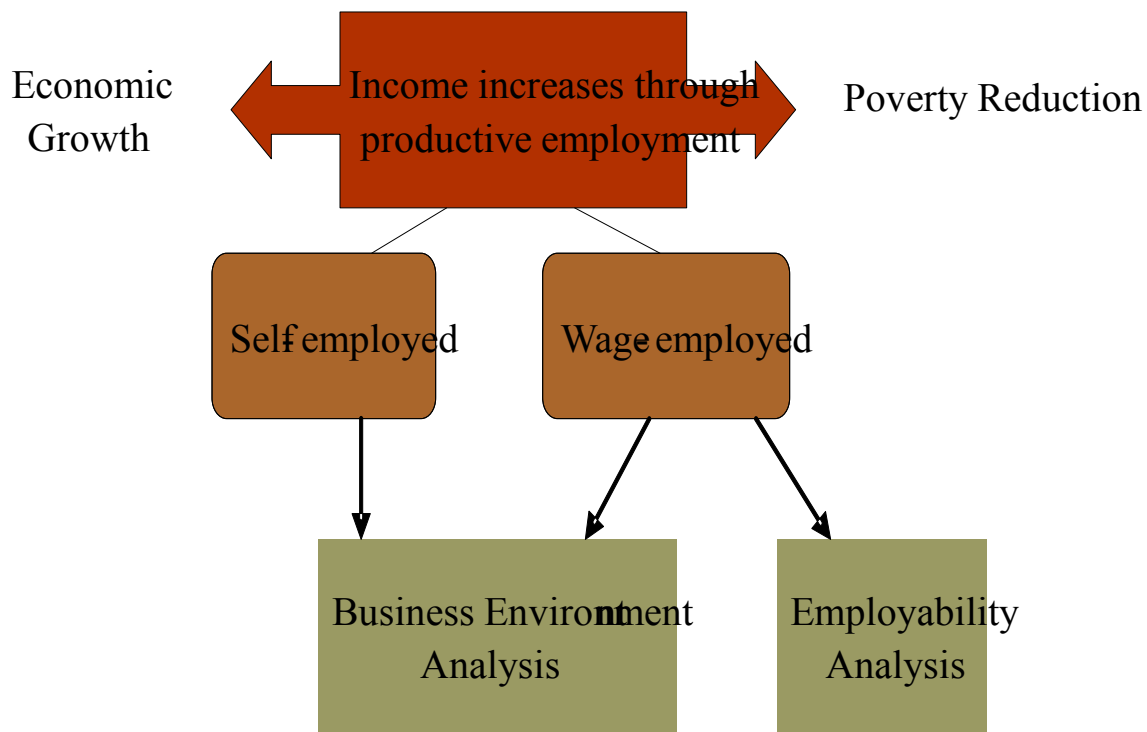 Economic
Growth
Income increases through
productive employment
Poverty Reduction
Self-employed
Wage-employed
Business Environment
Analysis
Employability
Analysis